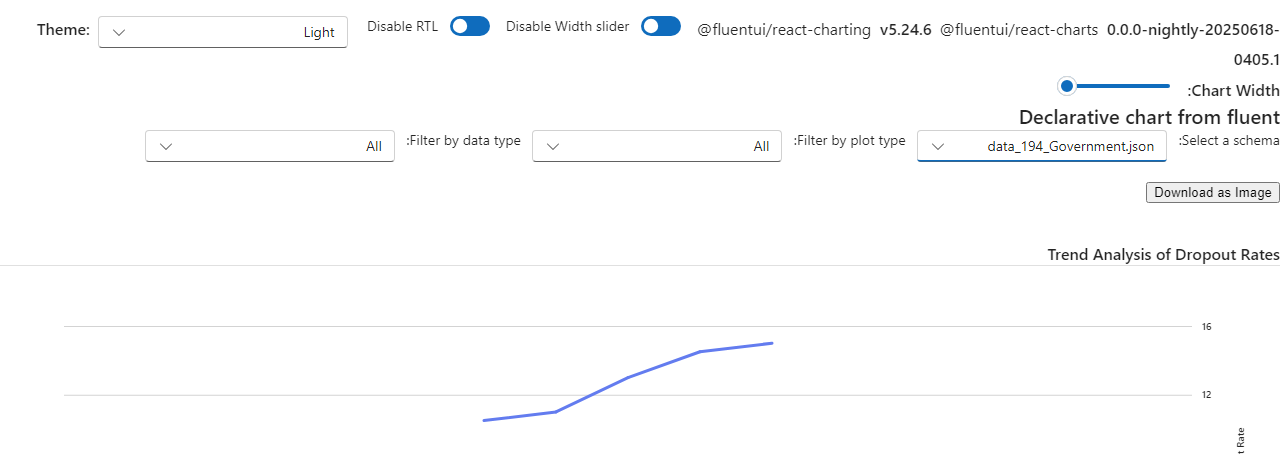 Theme: Light Disable RTL Disable Width slider @fluentui/react-charting v5.24.6 @fluentui/react-charts 0.0.0-nightly-20250618-
0405.1
:Chart Width
Declarative chart from fluent
:Select a schema data_194_Government.json :Filter by plot type All :Filter by data type All
Download as Image
Trend Analysis of Dropout Rates
16
12
Rate